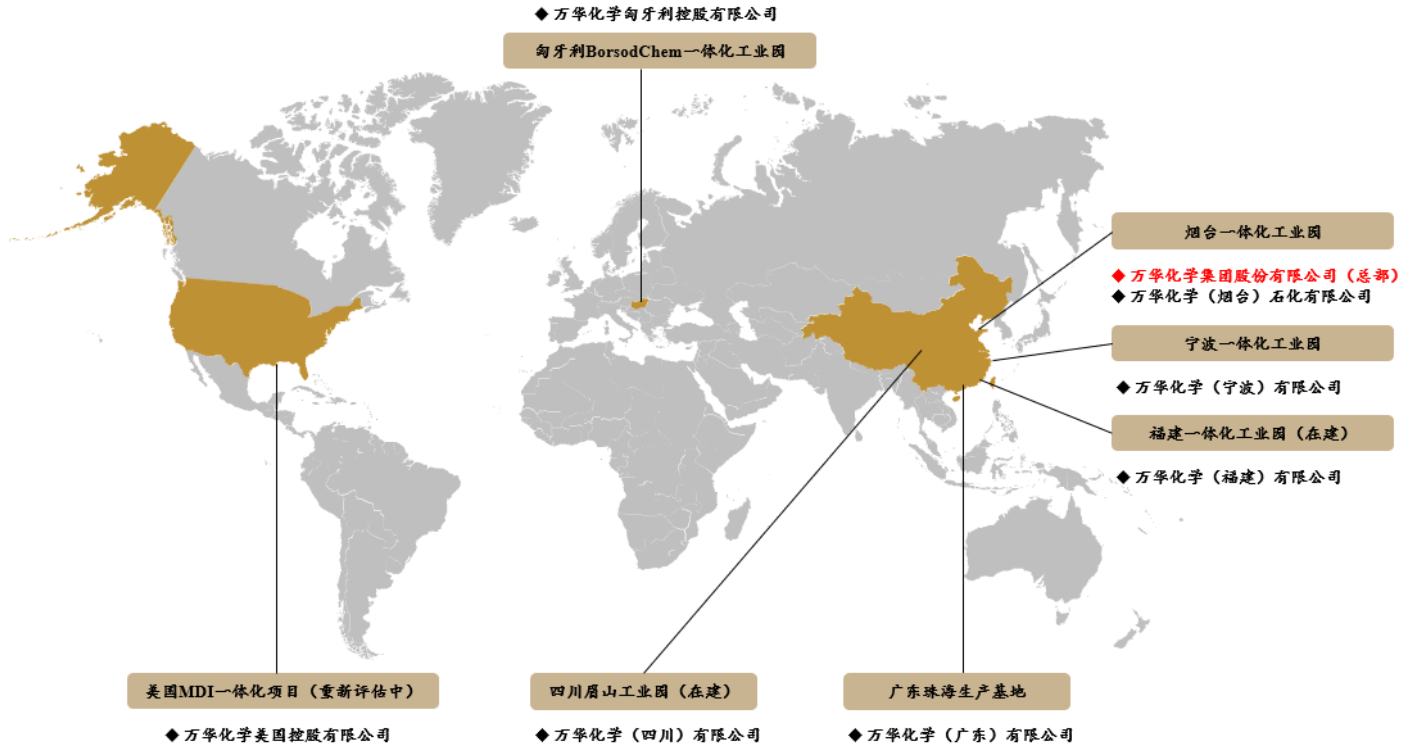 ◆ 万华化学匈牙利控股有限公司
匈牙利BorsodChem一体化工业园
烟台一体化工业园
◆ 万华化学集团股份有限公司（总部）
◆ 万华化学（烟台）石化有限公司
宁波一体化工业园
◆ 万华化学（宁波）有限公司
福建一体化工业园（在建）
◆ 万华化学（福建）有限公司
美国MDI一体化项目（重新评估中）
◆ 万华化学美国控股有限公司
四川眉山工业园（在建）
◆ 万华化学（四川）有限公司
广东珠海生产基地
◆ 万华化学（广东）有限公司